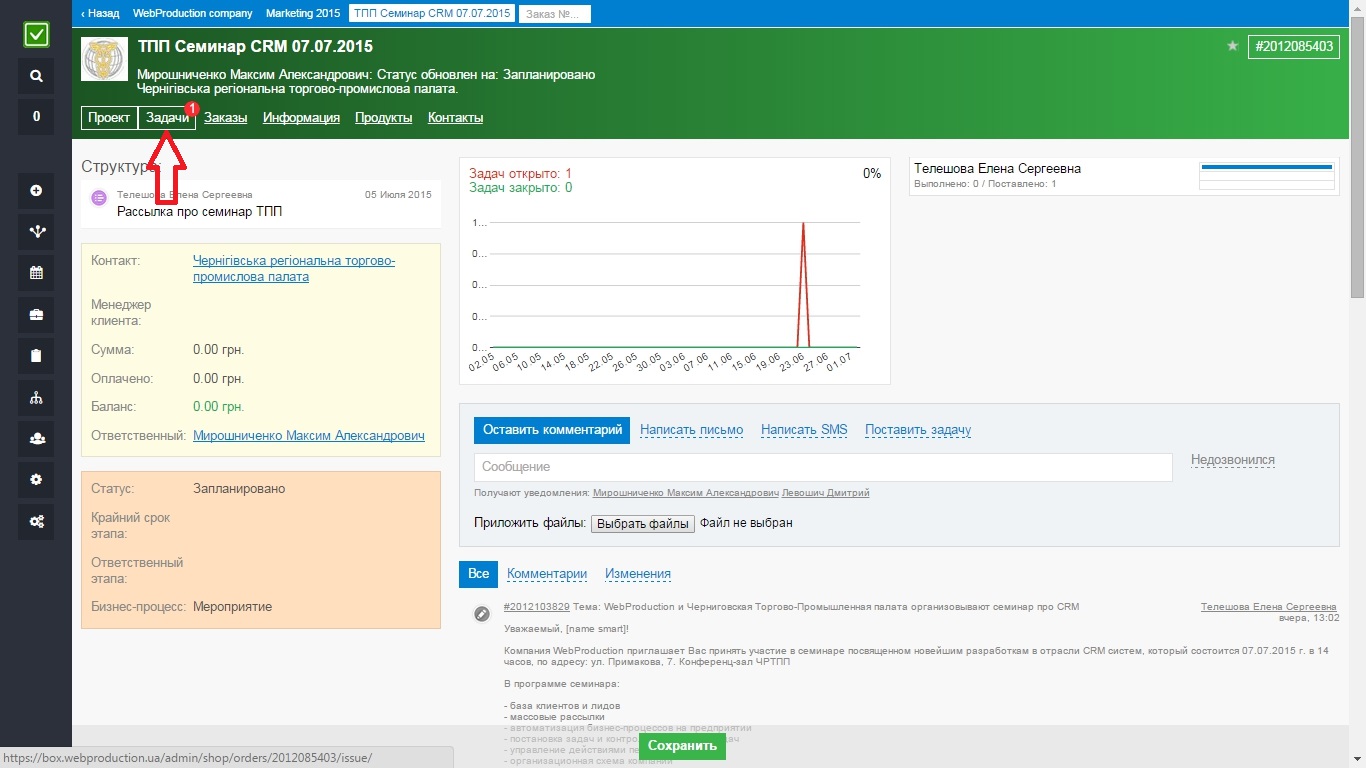 ‹ Назад WebProduction company Marketing 2015 ТПП Семинар CRM 07.07.2015 Заказ №...
ТПП Семинар CRM 07.07.2015
#2012085403
Мирошниченко Максим Александрович: Статус обновлен на: Запланировано
Чернігівська регіональна торгово-промислова палата.
0
Проект Задачи 1 Заказы Информация Продукты Контакты
Структура:
Телешова Елена Сергеевна 05 Июля 2015
Рассылка про семинар ТПП
Контакт: Чернігівська регіональна торгово-
промислова палата
Менеджер
клиента:
Сумма: 0.00 грн.
Оплачено: 0.00 грн.
Баланс: 0.00 грн.
Ответственный: Мирошниченко Максим Александрович
Статус: Запланировано
Крайний срок
этапа:
Ответственный
этапа:
Бизнес-процесс: Мероприятие
Задач открыто: 1 0%
Задач закрыто: 0
1...
0...
0...
0...
0...
02.05 06.05 10.05 14.05 18.05 22.05 26.05 30.05 03.06 07.06 11.06 15.06 19.06 23.06 27.06 01.07
Телешова Елена Сергеевна
Выполнено: 0 / Поставлено: 1
Оставить комментарий Написать письмо Написать SMS Поставить задачу
Сообщение
Недозвонился
Получают уведомления: Мирошниченко Максим Александрович Левошич Дмитрий
Приложить файлы: Выбрать файлы Файл не выбран
Все Комментарии Изменения
#2012103829 Тема: WebProduction и Черниговская Торгово-Промышленная палата организовывают семинар про CRM
Телешова Елена Сергеевна
вчера, 13:02
Уважаемый, [name smart]!
Компания WebProduction приглашает Вас принять участие в семинаре посвященном новейшим разработкам в отрасли CRM систем, который состоится 07.07.2015 г. в 14
часов, по адресу: ул. Примакова, 7. Конференц-зал ЧРТПП
В программе семинара:
- база клиентов и лидов
- массовые рассылки
- автоматизация бизнес-процессов на предприятии
- постановка задач и
- управление действиями
- организационная схема компании
Сохранить
https://box.webproduction.ua/admin/shop/orders/2012085403/issue/